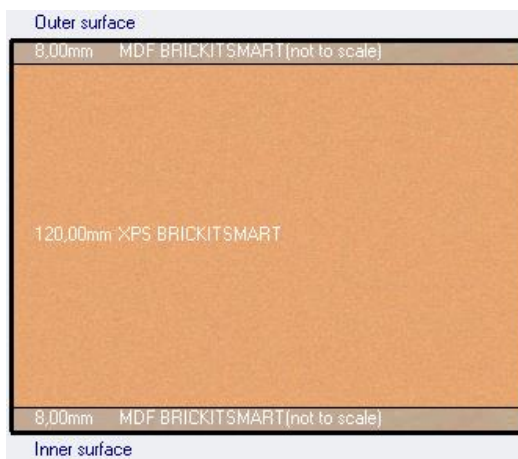 Outer surface
8,00mm MDF BRICKITSMART(not to scale)
120,00mm XPS BRICKITSMART
8,00mm MDF BRICKITSMART(not to scale)
Inner surface